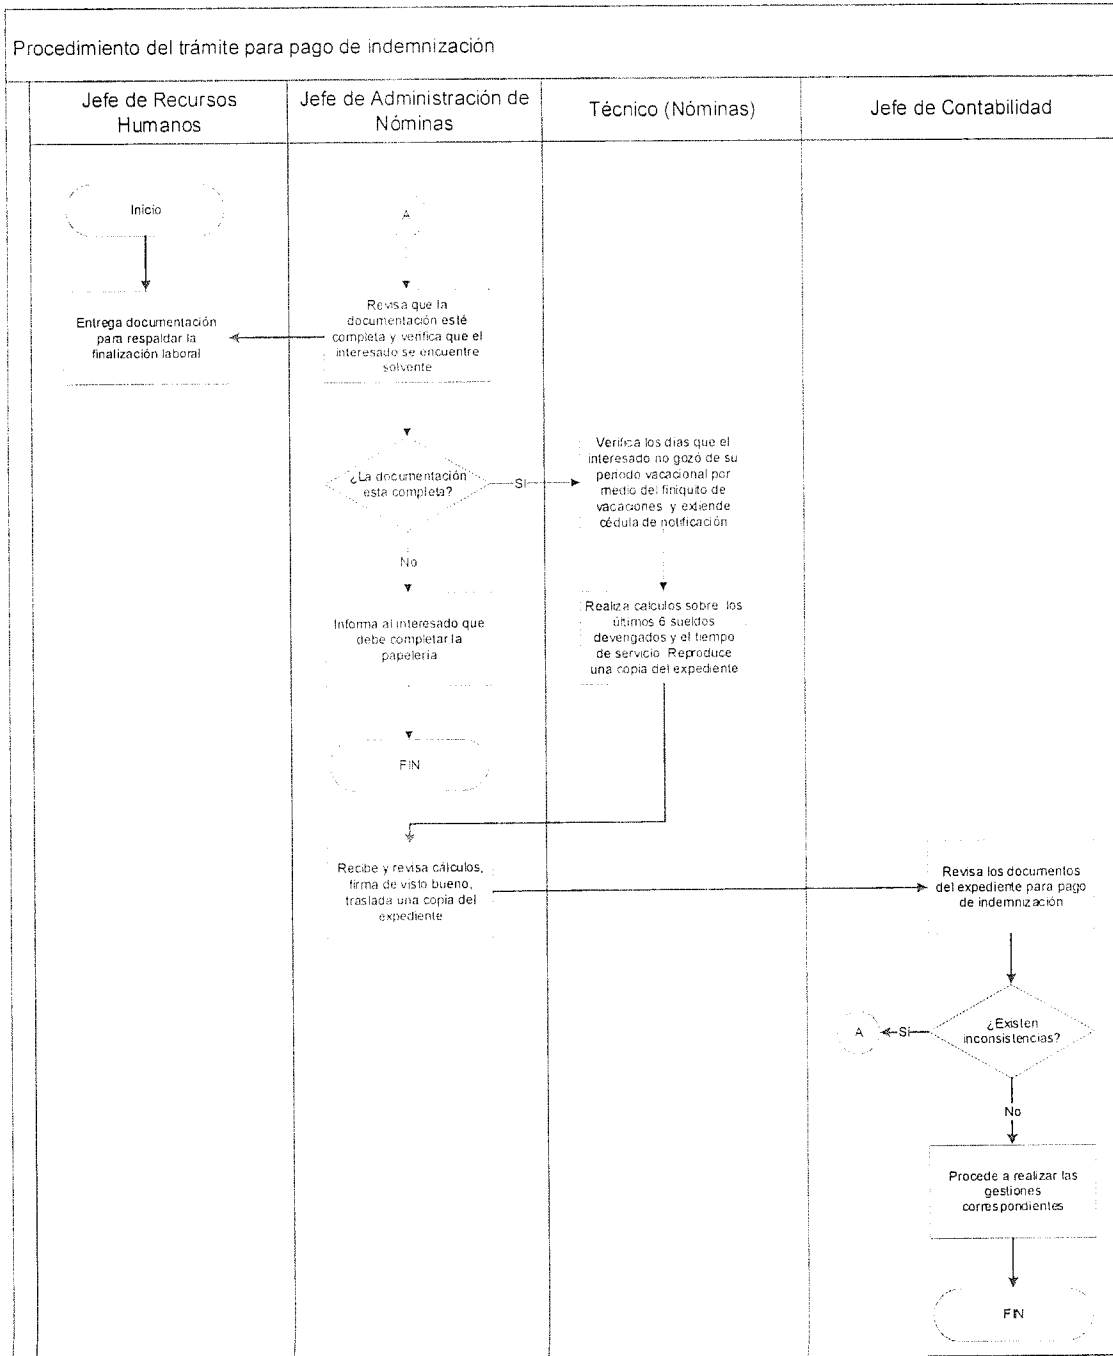 Procedimiento del trámite para pago de indemnización
Jefe de Recursos
Humanos
Jefe de Administración de
Nóminas
Técnico (Nóminas)
Jefe de Contabilidad
Inicio
Entrega documentación
para respaldar la
finalización laboral
A
Revisa que la
documentación esté
completa y verifica que el
interesado se encuentre
solvente
¿La documentación
esta completa?
Si
No
Informa al interesado que
debe completar la
papelería
FIN
Verifica los dias que el
interesado no gozó de su
periodo vacacional por
medio del finiquito de
vacaciones y extiende
cédula de notificación
Realiza calculos sobre los
últimos 6 sueldos
devengados y el tiempo
de servicio Reproduce
una copia del expediente
Recibe y revisa cálculos,
firma de visto bueno,
traslada una copia del
expediente
Revisa los documentos
del expediente para pago
de indemnización
¿Existen
inconsistencias?
Si
A
No
Procede a realizar las
gestiones
correspondientes
FIN